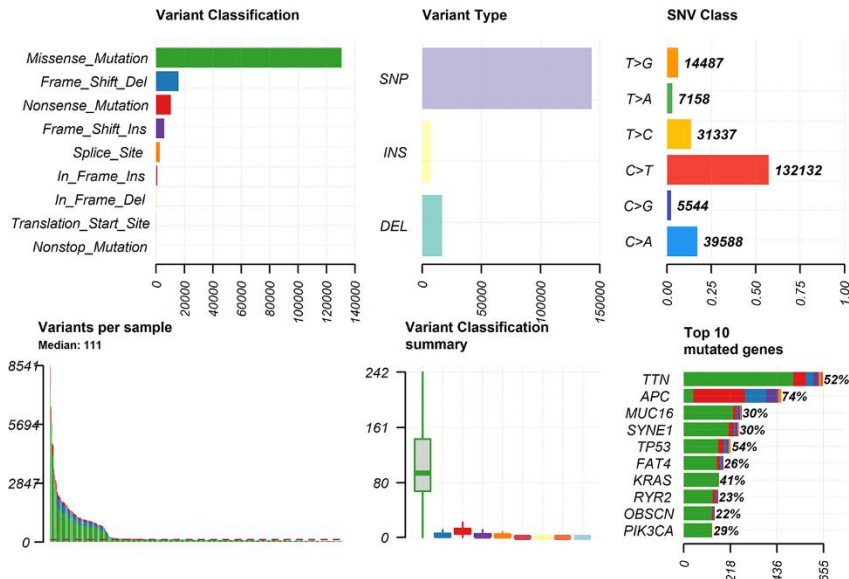 Variant Classification
Missense_Mutation
Frame_Shift_Del
Nonsense_Mutation
Frame_Shift_Ins
Splice_Site
In_Frame_Ins
In_Frame_Del
Translation_Start_Site
Nonstop_Mutation
0 20000 40000 60000 80000 100000 120000 140000
Variant Type
SNP
INS
DEL
0 50000 100000 150000
SNV Class
T>G 14487
T>A 7158
T>C 31337
C>T 132132
C>G 5544
C>A 39588
0.00 0.25 0.50 0.75 1.00
Variants per sample
Median: 111
8541
5694
2847
0
Variant Classification
summary
242
161
80
0
Top 10
mutated genes
TTN 52%
APC 74%
MUC16 30%
SYNE1 30%
TP53 54%
FAT4 26%
KRAS 41%
RYR2 23%
OBSCN 22%
PIK3CA 29%
0 218 436 655